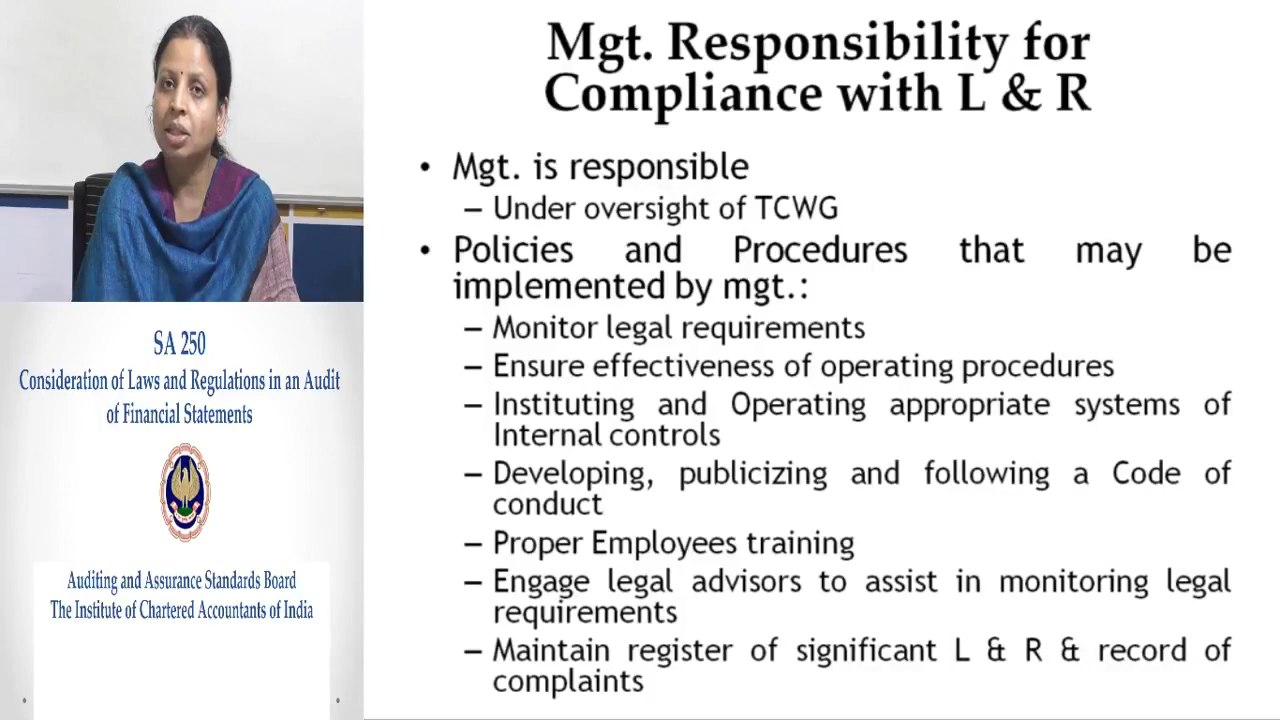 Mgt. Responsibility for
Compliance with L & R
• Mgt. is responsible
– Under oversight of TCWG
• Policies and Procedures that may be
implemented by mgt.:
– Monitor legal requirements
– Ensure effectiveness of operating procedures
– Instituting and Operating appropriate systems of
Internal controls
– Developing, publicizing and following a Code of
conduct
– Proper Employees training
– Engage legal advisors to assist in monitoring legal
requirements
– Maintain register of significant L & R & record of
complaints
SA 250
Consideration of Laws and Regulations in an Audit
of Financial Statements
Auditing and Assurance Standards Board
The Institute of Chartered Accountants of India